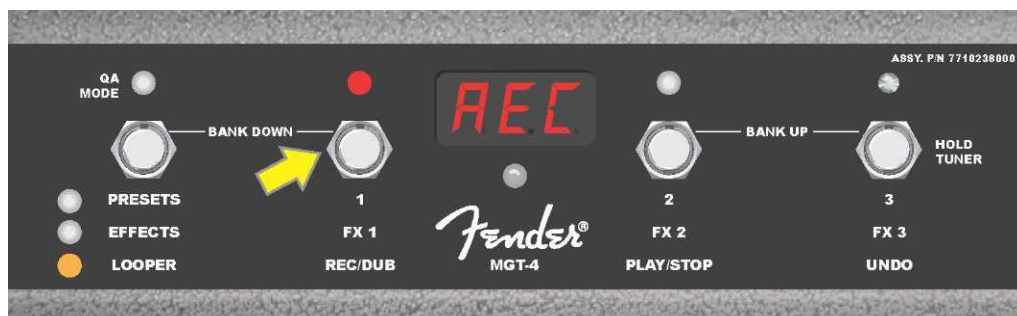 ASSY. P/N 7710238000
QA
MODE
REC
BANK DOWN
BANK UP
HOLD
TUNER
PRESETS 1 2 3
EFFECTS FX 1 Fender® FX 2 FX 3
LOOPER REC/DUB MGT-4 PLAY/STOP UNDO